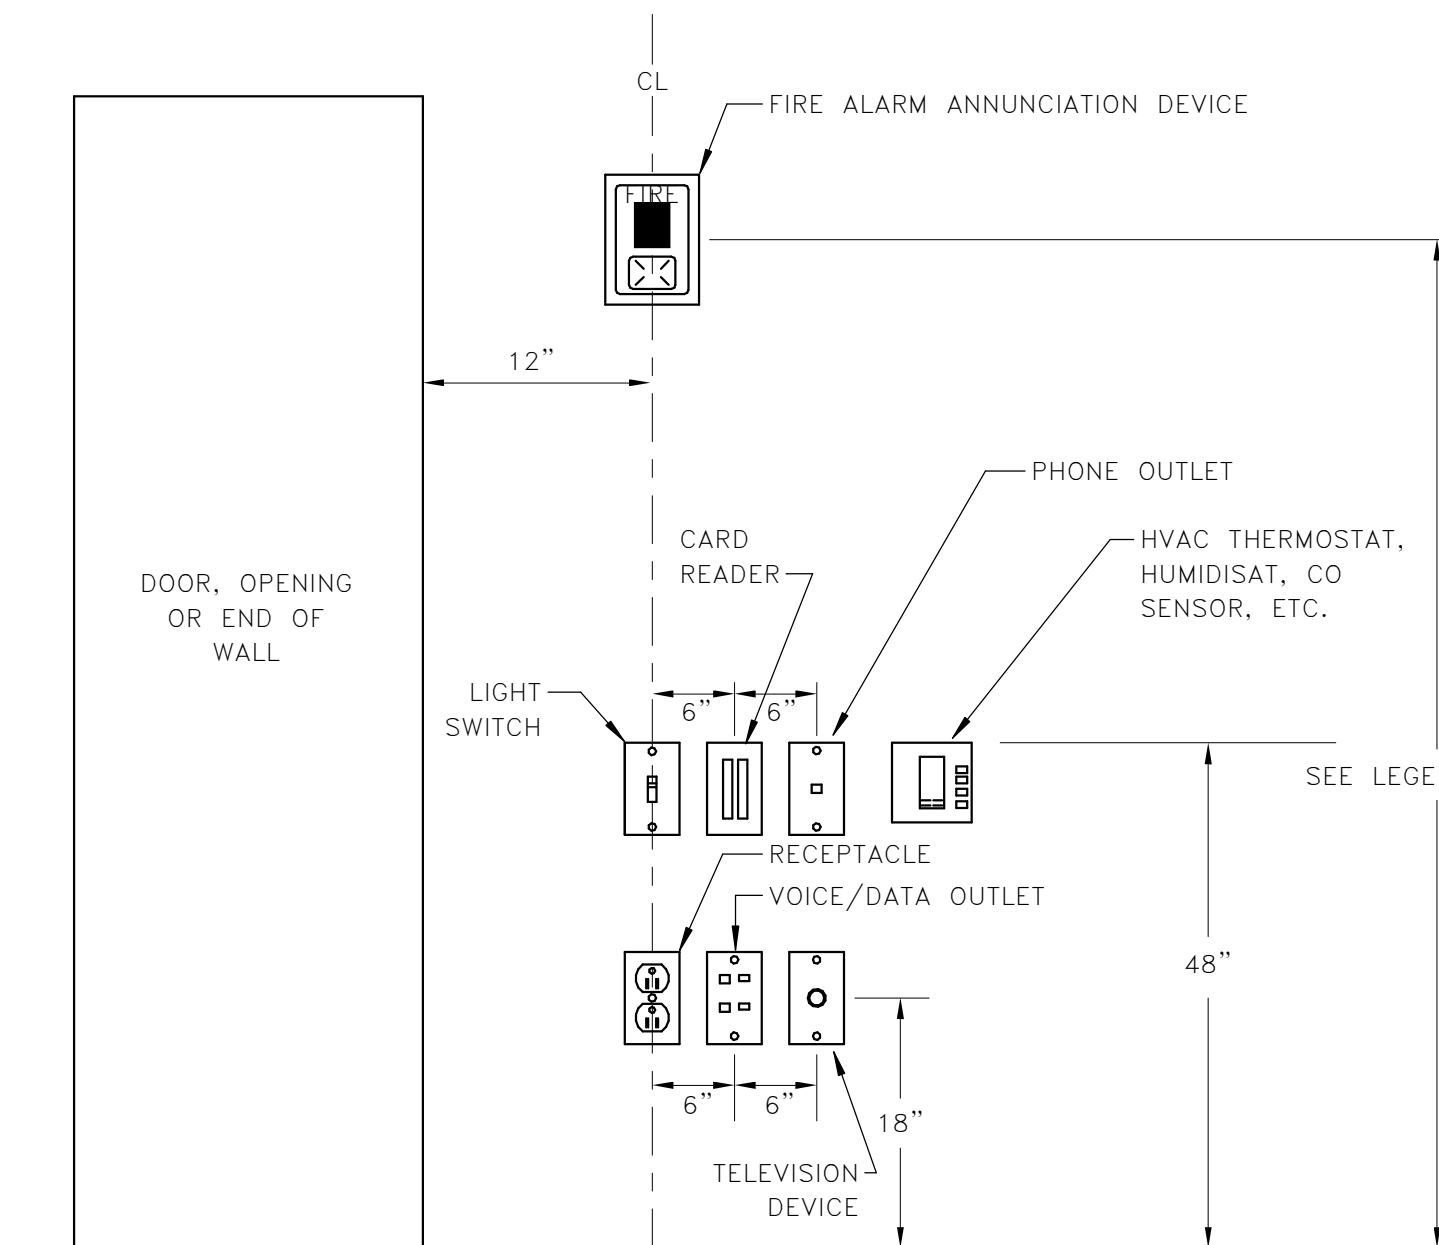 CL
FIRE ALARM ANNUNCIATION DEVICE
FIRE
12”
PHONE OUTLET
CARD
READER
HVAC THERMOSTAT,
HUMIDISAT, CO
SENSOR, ETC.
DOOR, OPENING
OR END OF
WALL
LIGHT
SWITCH
6”
6”
SEE LEGE
RECEPTACLE
VOICE/DATA OUTLET
48”
6”
6”
18”
TELEVISION
DEVICE